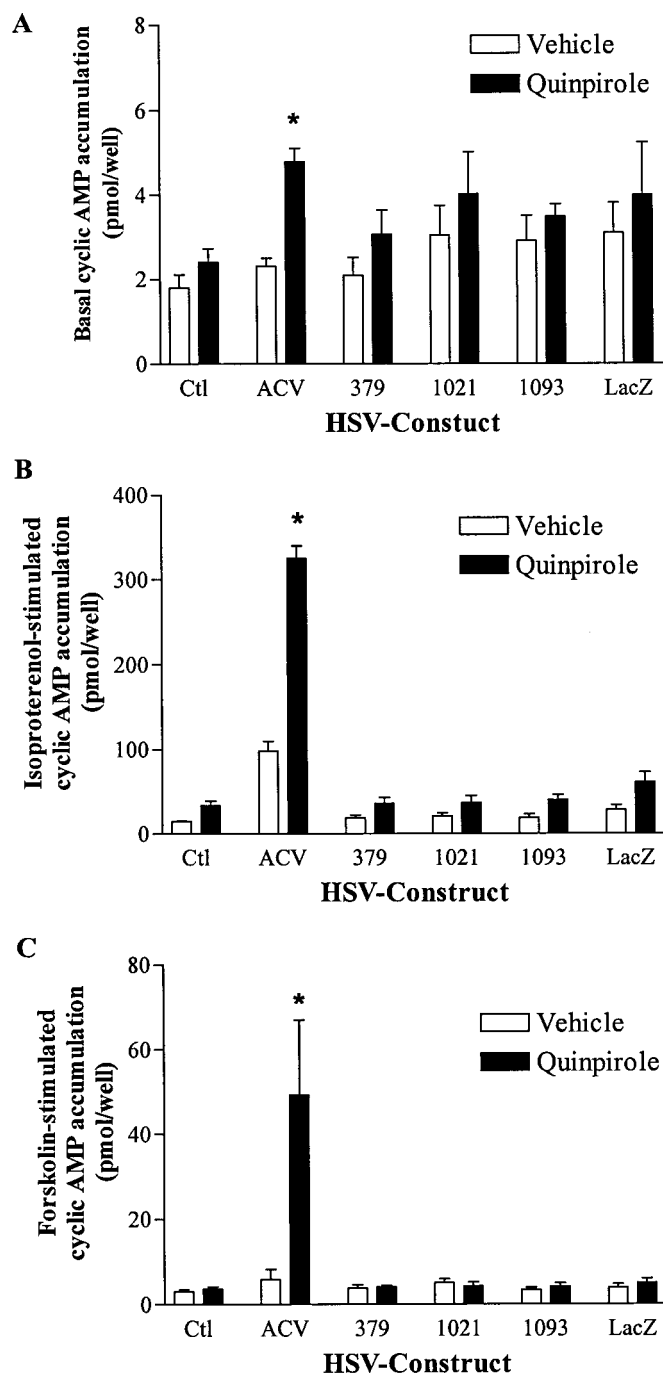 A
Basal cyclic AMP accumulation
(pmol/well)
8
6
4
2
0
Vehicle
Quinpirole
*
Ctl ACV 379 1021 1093 LacZ
HSV-Constuct
B
Isoproterenol-stimulated
cyclic AMP accumulation
(pmol/well)
400
300
200
100
0
Vehicle
Quinpirole
*
Ctl ACV 379 1021 1093 LacZ
HSV-Construct
C
Forskolin-stimulated
cyclic AMP accumulation
(pmol/well)
80
60
40
20
0
Vehicle
Quinpirole
*
Ctl ACV 379 1021 1093 LacZ
HSV-Construct